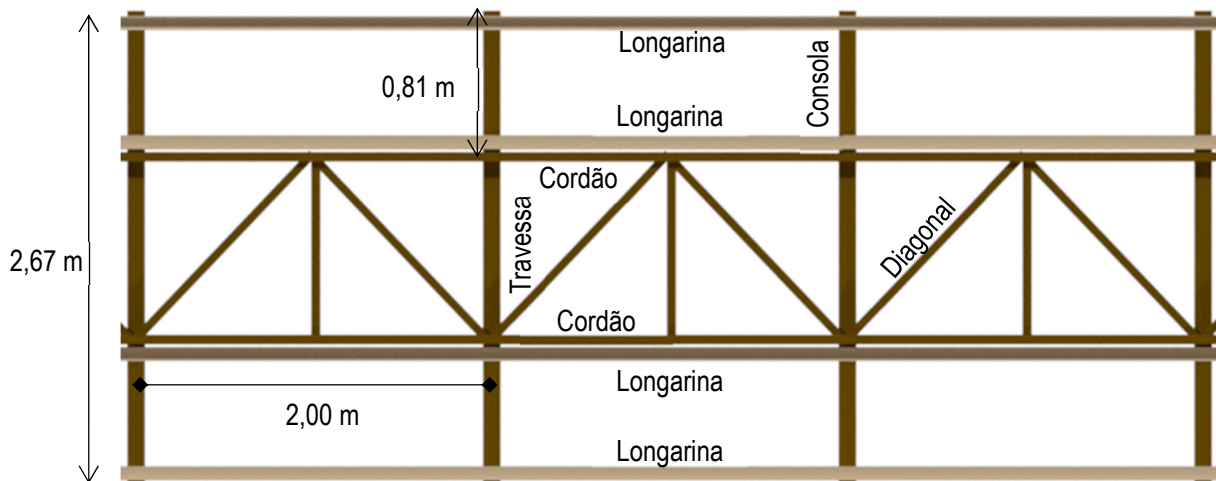 Longarina
Consola
0,81 m
Longarina
Cordão
Travessa
Diagonal
2,67 m
Cordão
Longarina
2,00 m
Longarina